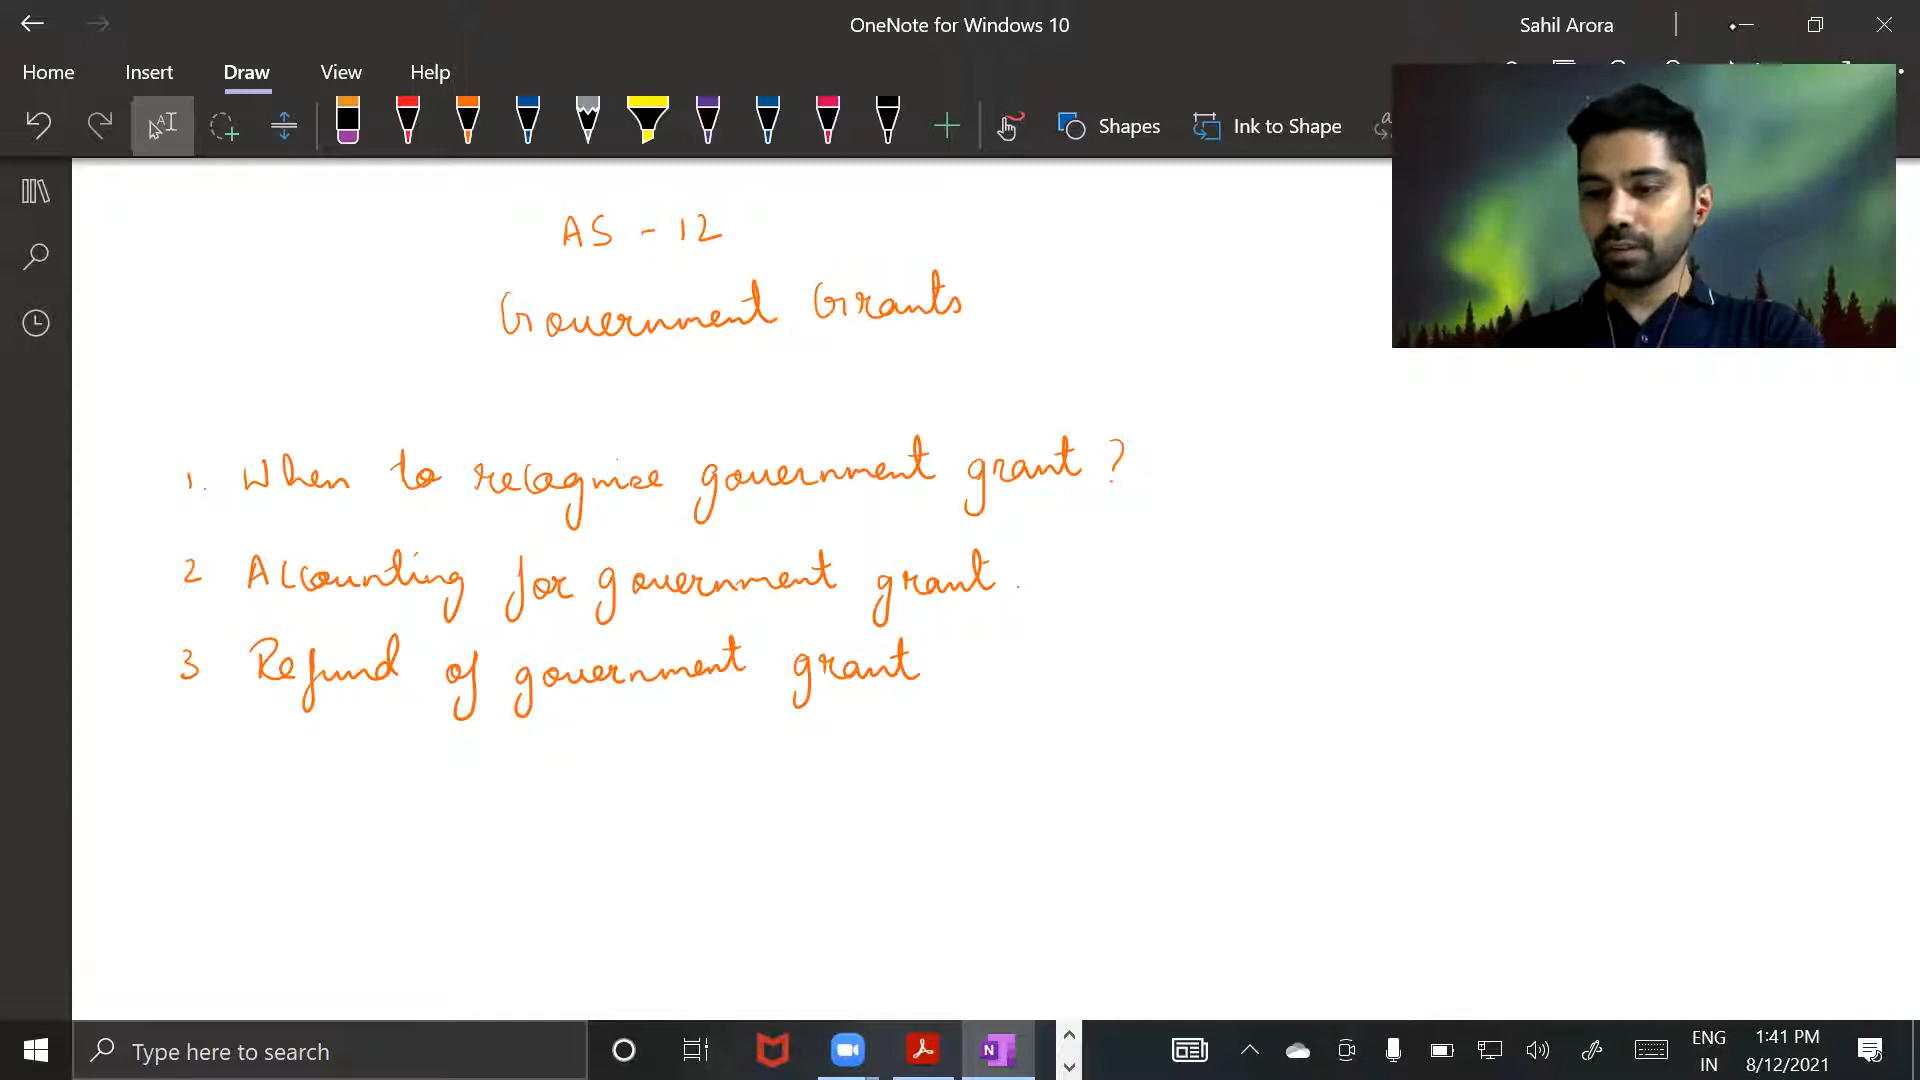 OneNote for Windows 10
Sahil Arora
Home Insert Draw View Help
Shapes Ink to Shape
AS - 12
Government Grants
1. When to recognize government grant ?
2 Accounting for government grant .
3 Refund of government grant
Type here to search
ENG
IN
1:41 PM
8/12/2021